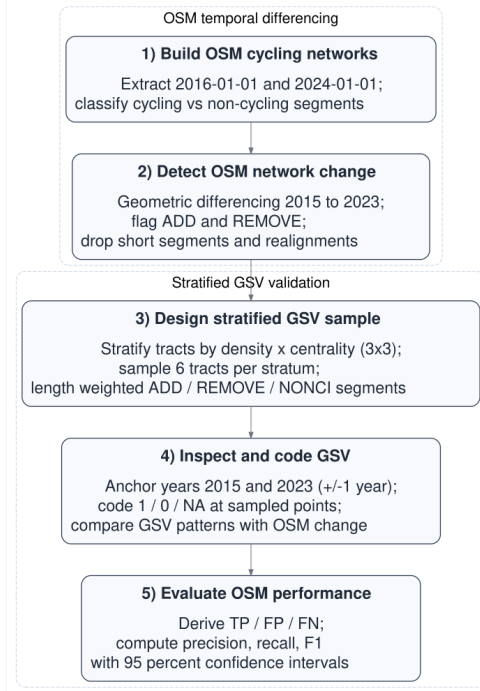 OSM temporal differencing
1) Build OSM cycling networks
Extract 2016-01-01 and 2024-01-01;
classify cycling vs non-cycling segments
2) Detect OSM network change
Geometric differencing 2015 to 2023;
flag ADD and REMOVE;
drop short segments and realignments
Stratified GSV validation
3) Design stratified GSV sample
Stratify tracts by density x centrality (3x3);
sample 6 tracts per stratum;
length weighted ADD / REMOVE / NONCI segments
4) Inspect and code GSV
Anchor years 2015 and 2023 (+/-1 year);
code 1 / 0 / NA at sampled points;
compare GSV patterns with OSM change
5) Evaluate OSM performance
Derive TP / FP / FN;
compute precision, recall, F1
with 95 percent confidence intervals